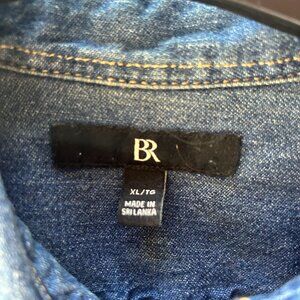 BR
XL/TG
MADE IN
SRI LANKA